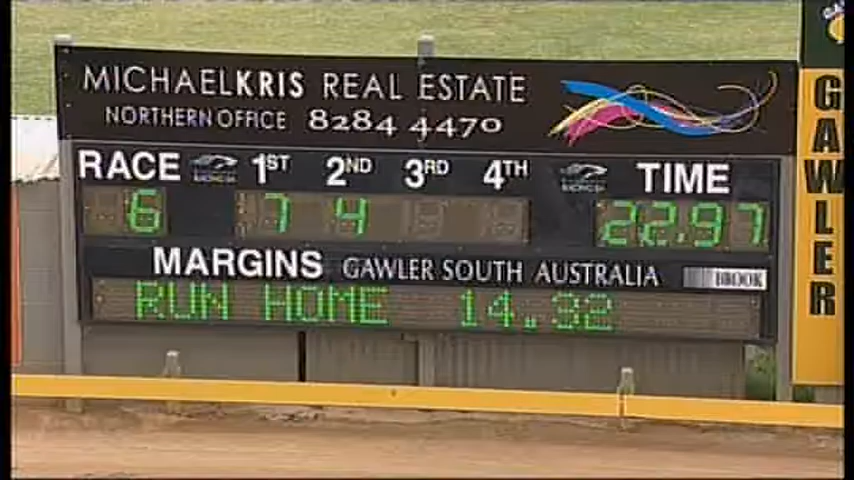 MICHAELKRIS REAL ESTATE
NORTHERN OFFICE 8284 4470
RACE 1ST 2ND 3RD 4TH TIME
6 7 4 22.97
MARGINS GAWLER SOUTH AUSTRALIA BROOK
RUN HOME 14.32
GAWLER